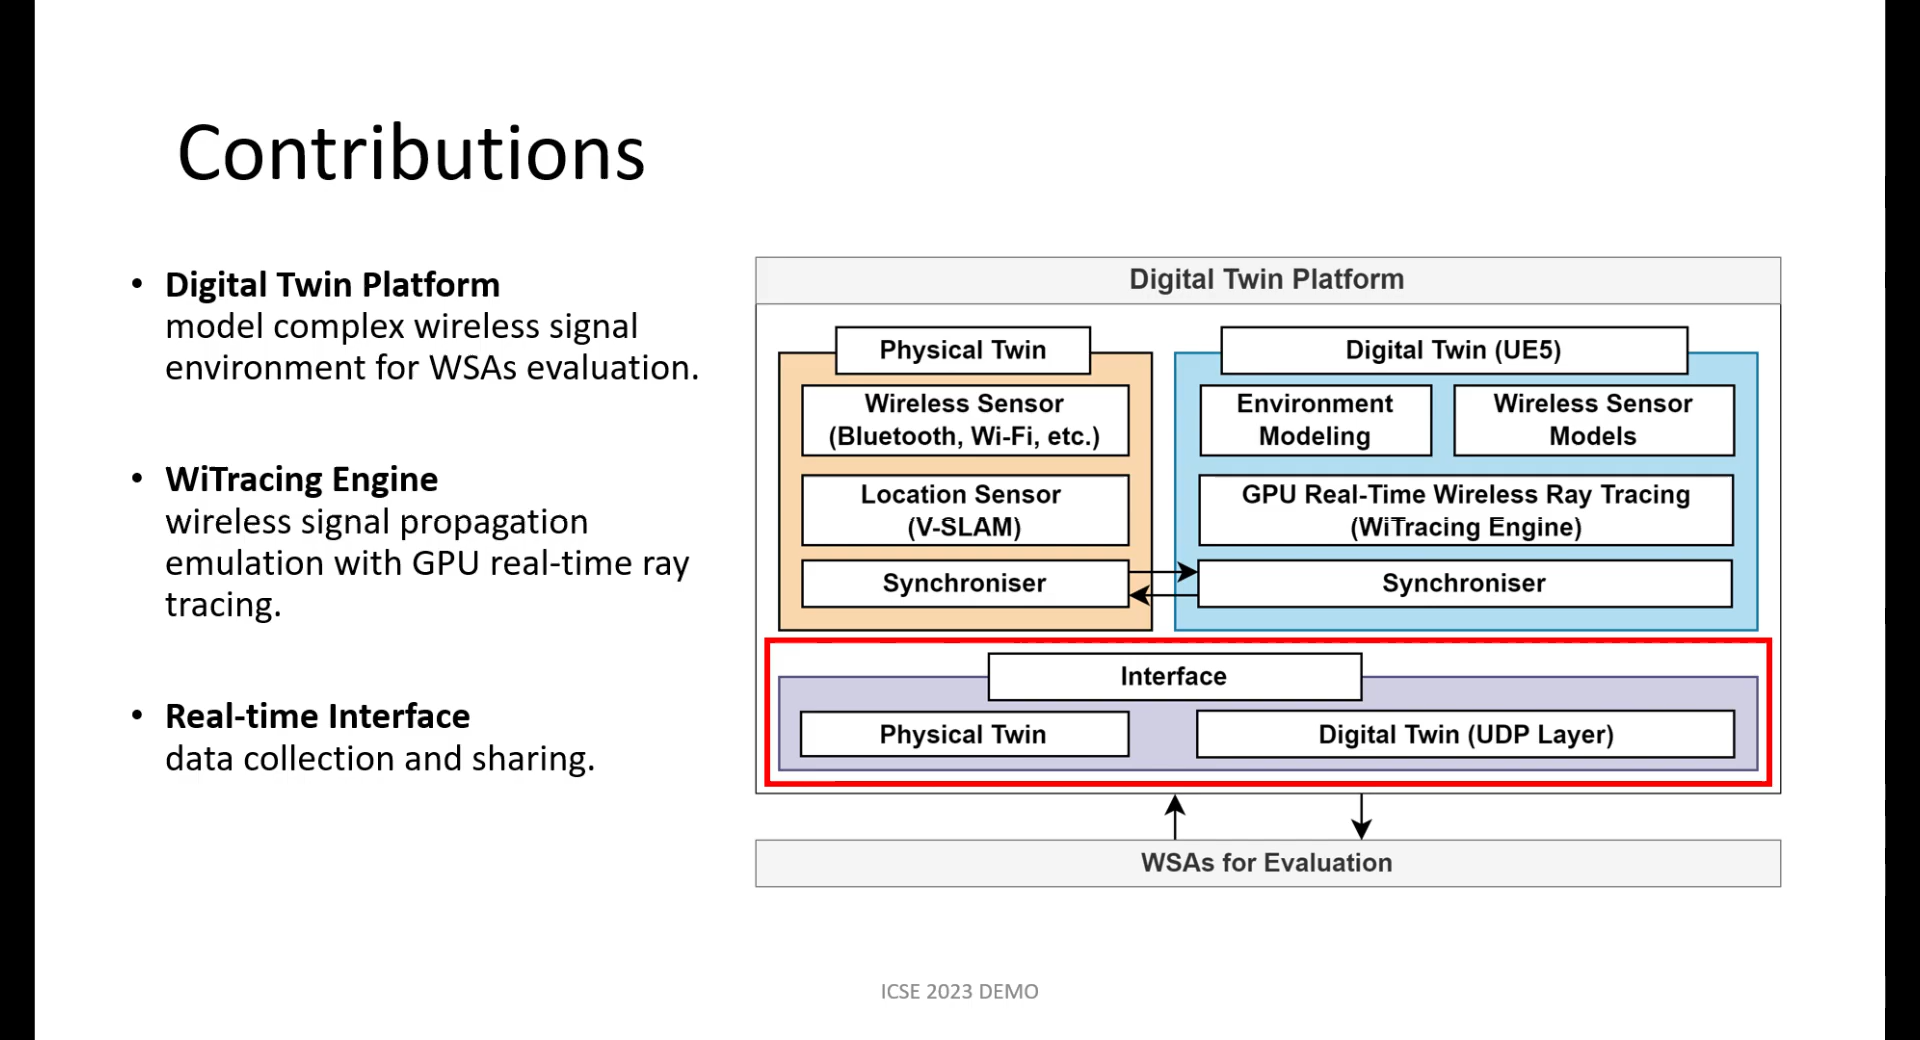 Contributions
• Digital Twin Platform
model complex wireless signal
environment for WSAs evaluation.
• WiTracing Engine
wireless signal propagation
emulation with GPU real-time ray
tracing.
• Real-time Interface
data collection and sharing.
Digital Twin Platform
Physical Twin
Wireless Sensor
(Bluetooth, Wi-Fi, etc.)
Location Sensor
(V-SLAM)
Synchroniser
Digital Twin (UE5)
Environment
Modeling
Wireless Sensor
Models
GPU Real-Time Wireless Ray Tracing
(WiTracing Engine)
Synchroniser
Interface
Physical Twin
Digital Twin (UDP Layer)
WSAs for Evaluation
ICSE 2023 DEMO